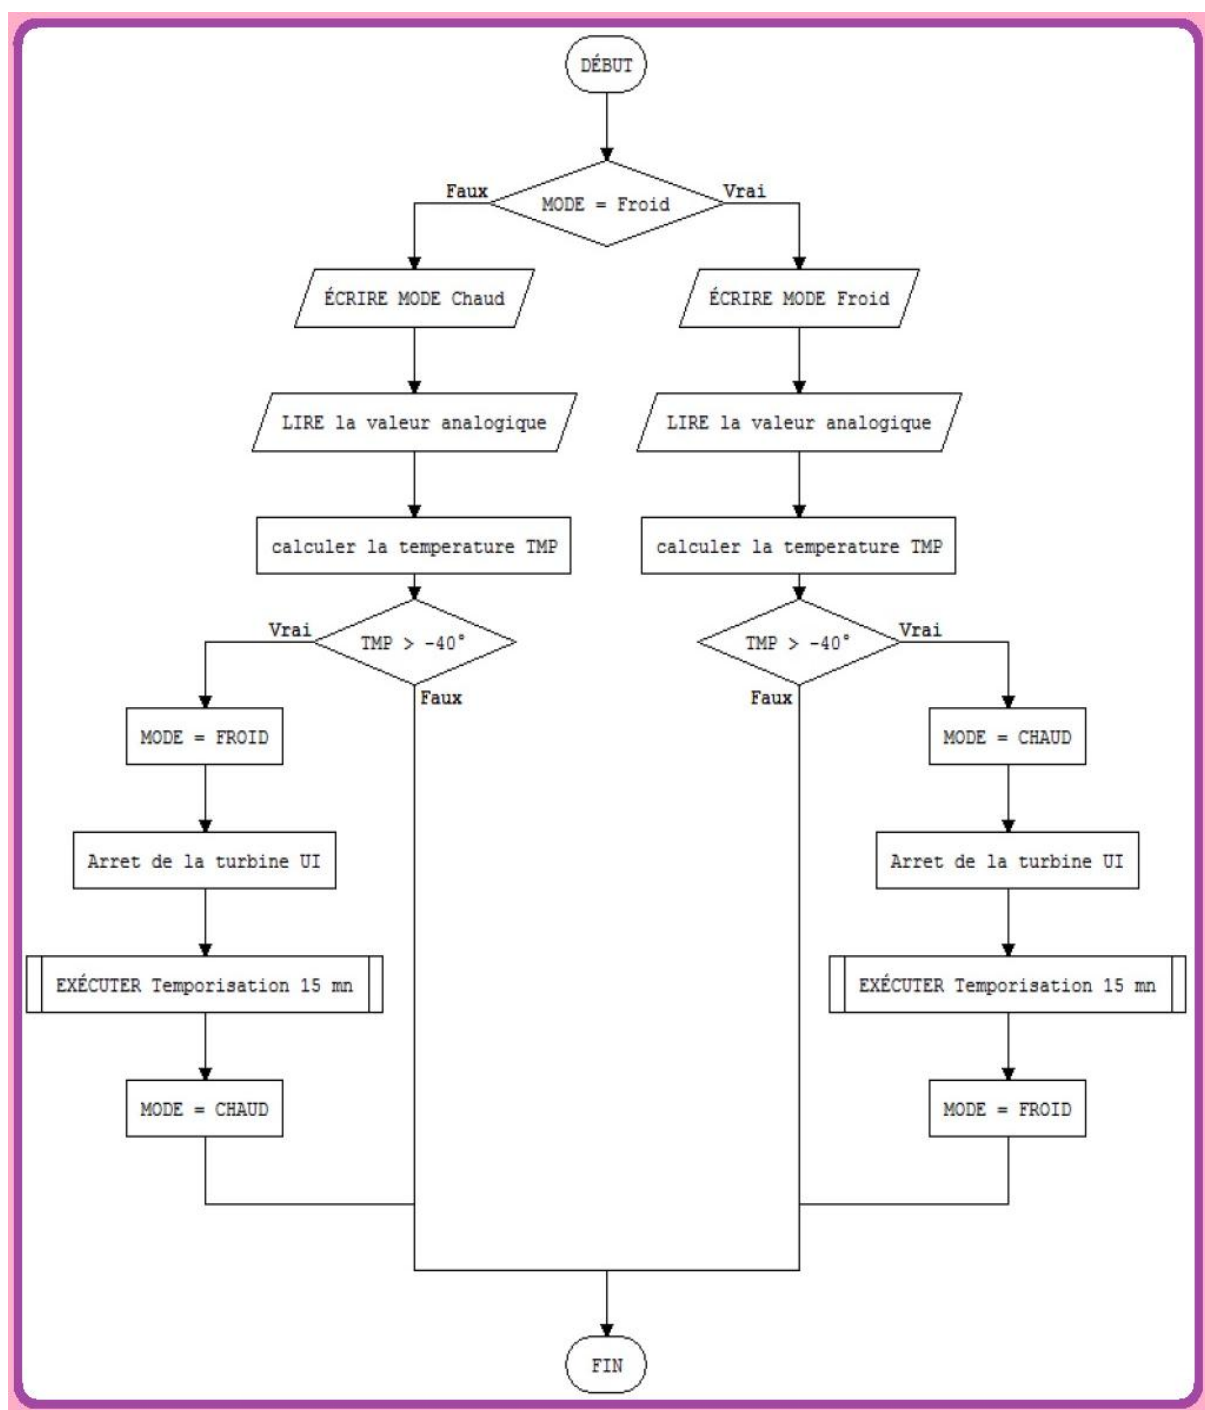 DÉBUT
Faux
Vrai
MODE = Froid
ÉCRIRE MODE Chaud
ÉCRIRE MODE Froid
LIRE la valeur analogique
LIRE la valeur analogique
calculer la temperature TMP
calculer la temperature TMP
Vrai
TMP > -40°
TMP > -40°
Vrai
Faux
Faux
MODE = FROID
MODE = CHAUD
Arret de la turbine UI
Arret de la turbine UI
EXÉCUTER Temporisation 15 mn
EXÉCUTER Temporisation 15 mn
MODE = CHAUD
MODE = FROID
FIN